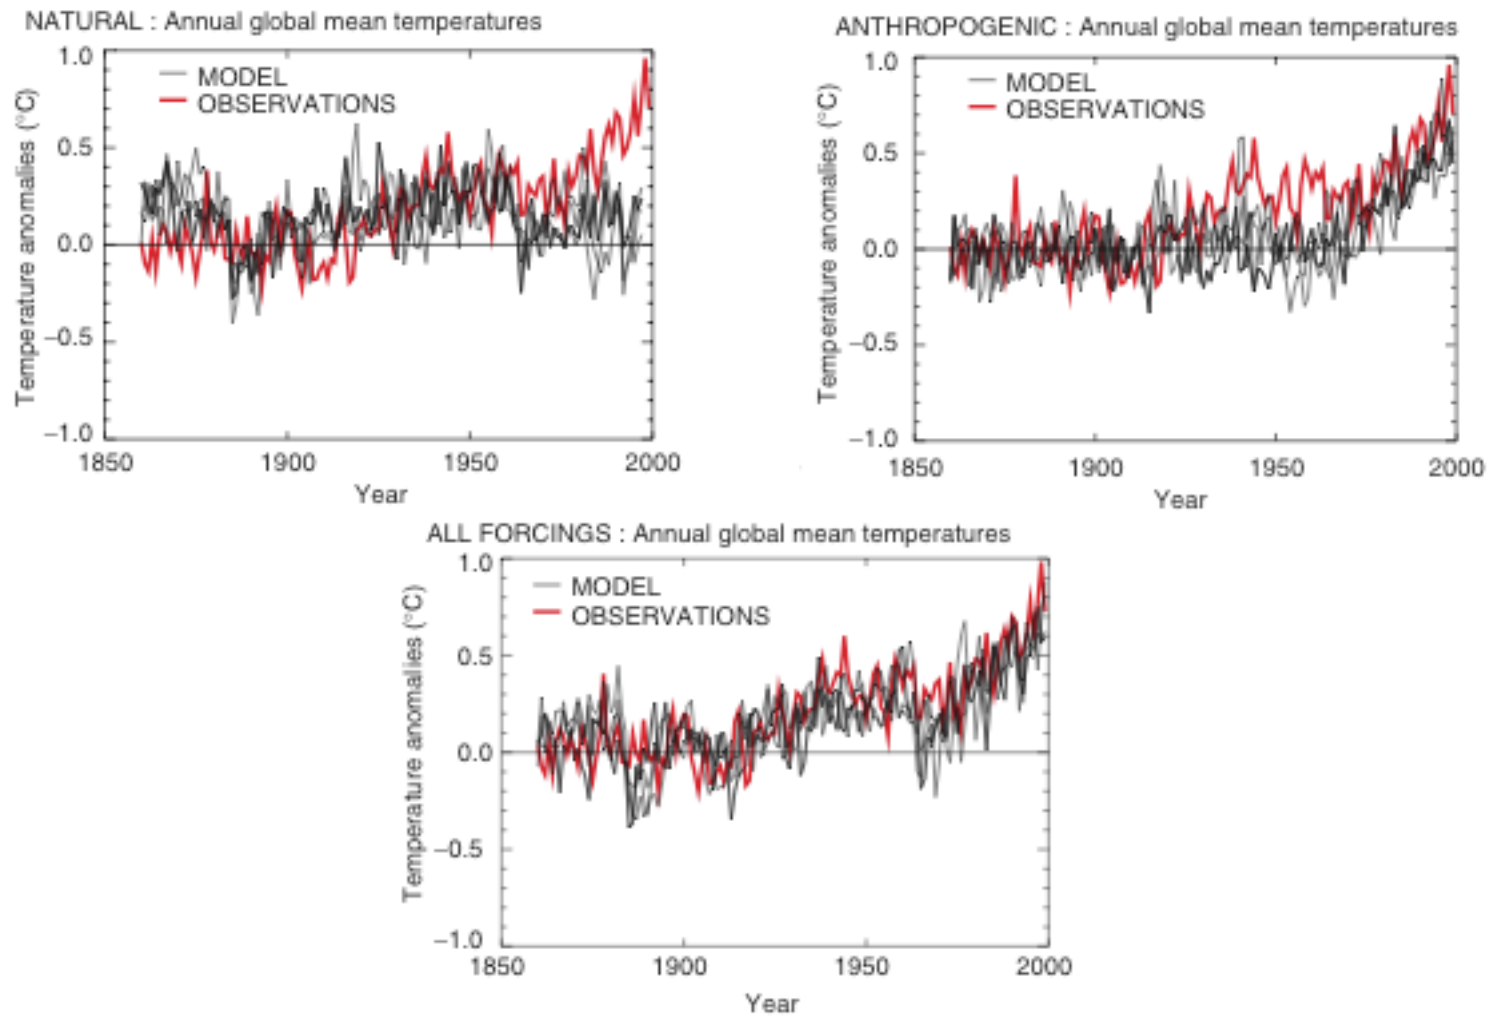 NATURAL : Annual global mean temperatures
1.0
MODEL
OBSERVATIONS
0.5
0.0
−0.5
−1.0
Temperature anomalies (°C)
1850 1900 1950 2000
Year
ANTHROPOGENIC : Annual global mean temperatures
1.0
MODEL
OBSERVATIONS
0.5
0.0
−0.5
−1.0
Temperature anomalies (°C)
1850 1900 1950 2000
Year
ALL FORCINGS : Annual global mean temperatures
1.0
MODEL
OBSERVATIONS
0.5
0.0
−0.5
−1.0
Temperature anomalies (°C)
1850 1900 1950 2000
Year